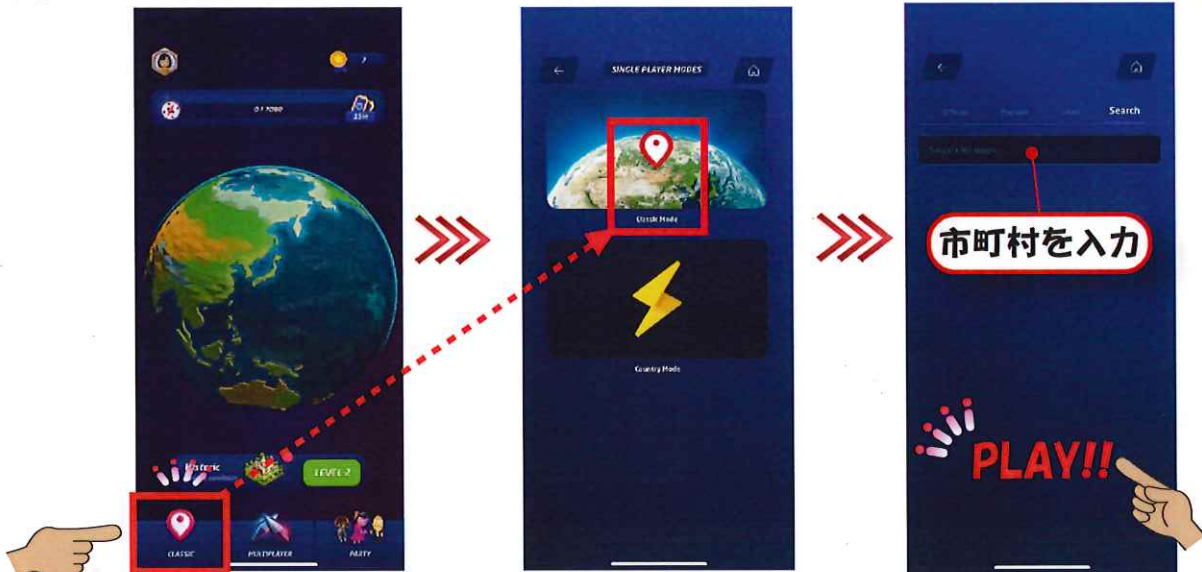 LEVEL 2
CLASSIC
MULTIPLAYER
PARTY
SINGLE PLAYER MODES
Classic Mode
Country Mode
Search
市町村を入力
PLAY!!